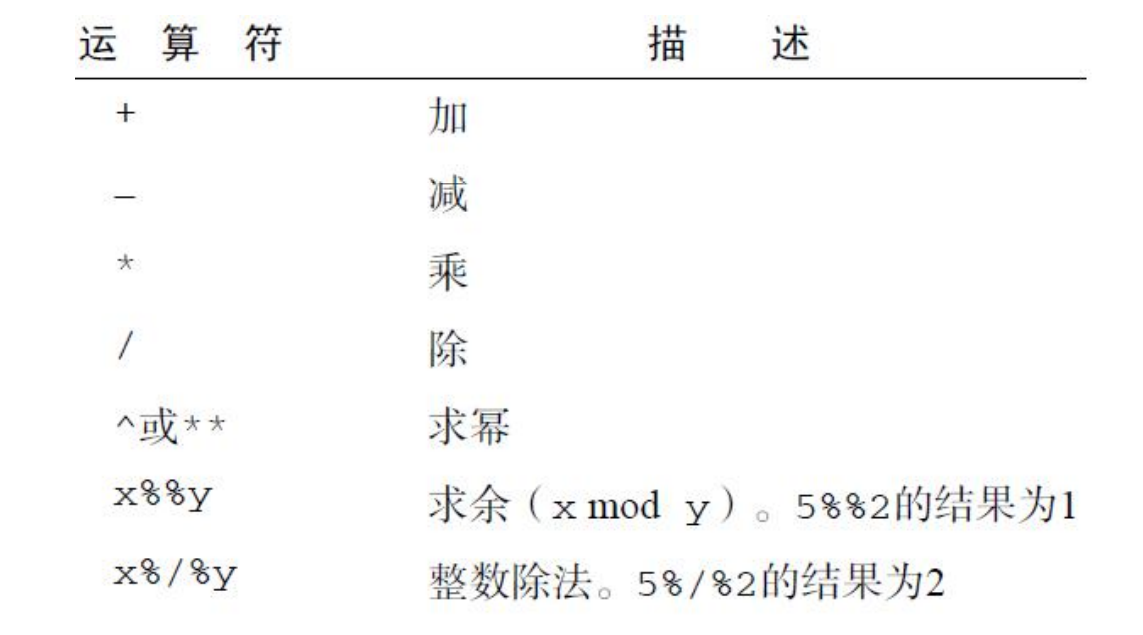 运 算 符 描 述
+ 加
− 减
* 乘
/ 除
^或** 求幂
x%%y 求余（x mod y）。5%%2的结果为1
x%/%y 整数除法。5%/%2的结果为2